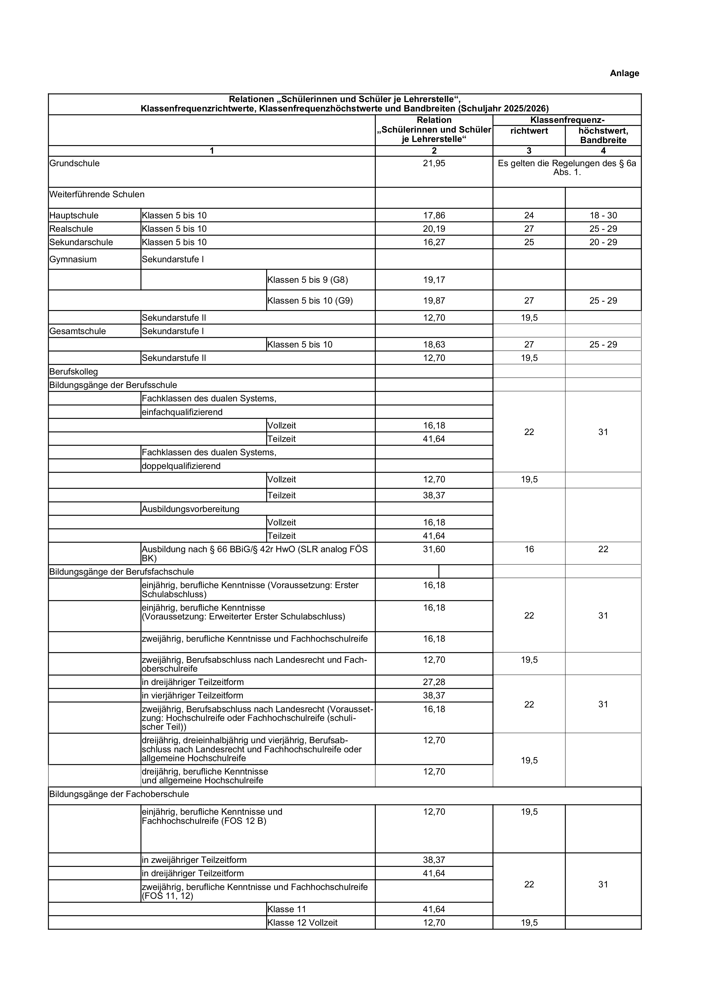 Anlage
Relationen „Schülerinnen und Schüler je Lehrerstelle“,
Klassenfrequenzrichtwerte, Klassenfrequenzhöchstwerte und Bandbreiten (Schuljahr 2025/2026)
Relation
„Schülerinnen und Schüler
je Lehrerstelle“
Klassenfrequenz-
richtwert
höchstwert,
Bandbreite
1 2 3 4
Grundschule 21,95 Es gelten die Regelungen des § 6a
Abs. 1.
Weiterführende Schulen
Hauptschule Klassen 5 bis 10 17,86 24 18 - 30
Realschule Klassen 5 bis 10 20,19 27 25 - 29
Sekundarschule Klassen 5 bis 10 16,27 25 20 - 29
Gymnasium Sekundarstufe I
Klassen 5 bis 9 (G8) 19,17
Klassen 5 bis 10 (G9) 19,87 27 25 - 29
Sekundarstufe II 12,70 19,5
Gesamtschule Sekundarstufe I
Klassen 5 bis 10 18,63 27 25 - 29
Sekundarstufe II 12,70 19,5
Berufskolleg
Bildungsgänge der Berufsschule
Fachklassen des dualen Systems,
einfachqualifizierend
Vollzeit 16,18
22 31
Teilzeit 41,64
Fachklassen des dualen Systems,
doppelqualifizierend
Vollzeit 12,70 19,5
Teilzeit 38,37
Ausbildungsvorbereitung
Vollzeit 16,18
Teilzeit 41,64
Ausbildung nach § 66 BBiG/§ 42r HwO (SLR analog FÖS 31,60 16 22
BK)
Bildungsgänge der Berufsfachschule
einjährig, berufliche Kenntnisse (Voraussetzung: Erster 16,18
Schulabschluss)
einjährig, berufliche Kenntnisse 16,18
(Voraussetzung: Erweiterter Erster Schulabschluss) 22 31
zweijährig, berufliche Kenntnisse und Fachhochschulreife 16,18
zweijährig, Berufsabschluss nach Landesrecht und Fach- 12,70 19,5
oberschulreife
in dreijähriger Teilzeitform 27,28
in vierjähriger Teilzeitform 38,37
22 31
zweijährig, Berufsabschluss nach Landesrecht (Vorausset- 16,18
zung: Hochschulreife oder Fachhochschulreife (schuli-
scher Teil))
dreijährig, dreieinhalbjährig und vierjährig, Berufsab- 12,70
schluss nach Landesrecht und Fachhochschulreife oder
allgemeine Hochschulreife 19,5
dreijährig, berufliche Kenntnisse 12,70
und allgemeine Hochschulreife
Bildungsgänge der Fachoberschule
einjährig, berufliche Kenntnisse und 12,70 19,5
Fachhochschulreife (FOS 12 B)
in zweijähriger Teilzeitform 38,37
in dreijähriger Teilzeitform 41,64
zweijährig, berufliche Kenntnisse und Fachhochschulreife 22 31
(FOS 11, 12)
Klasse 11 41,64
Klasse 12 Vollzeit 12,70 19,5